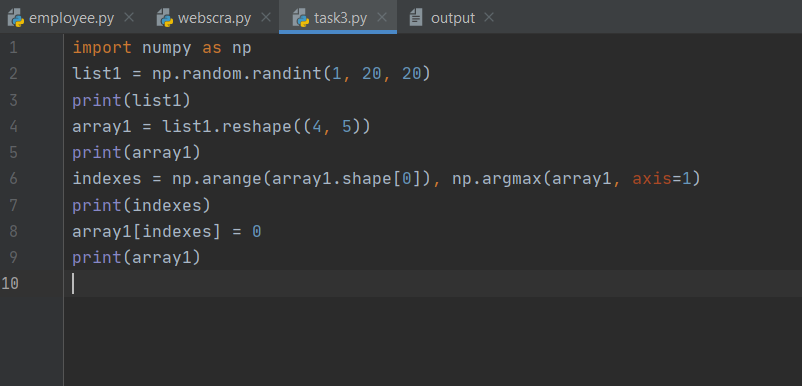 employee.py webscra.py task3.py output
1 import numpy as np
2 list1 = np.random.randint(1, 20, 20)
3 print(list1)
4 array1 = list1.reshape((4, 5))
5 print(array1)
6 indexes = np.arange(array1.shape[0]), np.argmax(array1, axis=1)
7 print(indexes)
8 array1[indexes] = 0
9 print(array1)
10